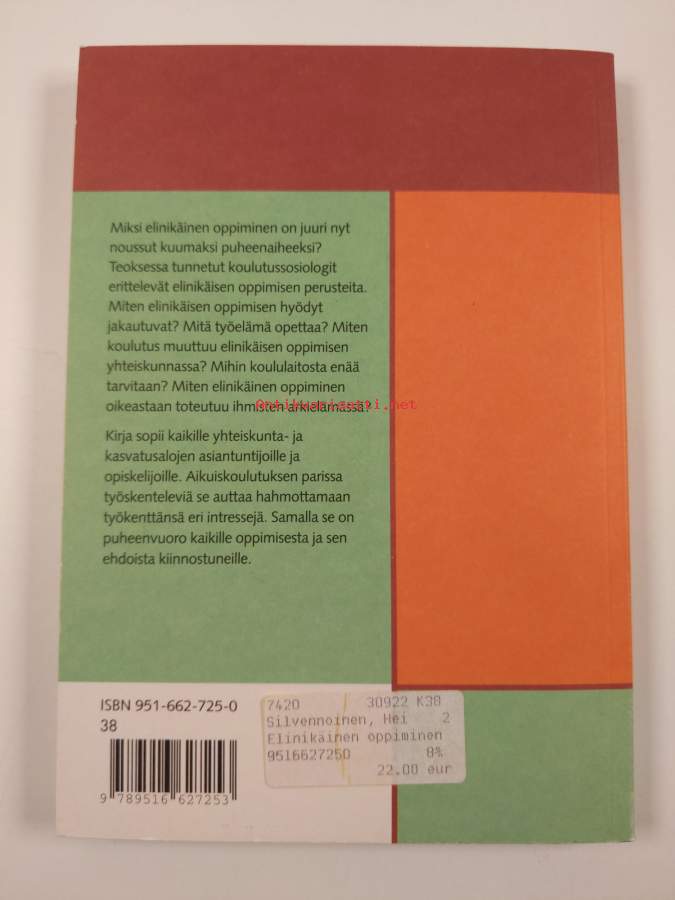 Miksi elinikäinen oppiminen on juuri nyt
noussut kuumaksi puheenaiheeksi?
Teoksessa tunnetut koulutussosiologit
erittelevät elinikäisen oppimisen perusteita.
Miten elinikäisen oppimisen hyödyt
jakautuvat? Mitä työelämä opettaa? Miten
koulutus muuttuu elinikäisen oppimisen
yhteiskunnassa? Mihin koululaitosta enää
tarvitaan? Miten elinikäinen oppiminen
oikeastaan toteutuu ihmisten arkielämässä?
Antikvariaatti.net
Kirja sopii kaikille yhteiskunta- ja
kasvatusalojen asiantuntijoille ja
opiskelijoille. Aikuiskoulutuksen parissa
työskenteleviä se auttaa hahmottamaan
työkenttänsä eri intressejä. Samalla se on
puheenvuoro kaikille oppimisesta ja sen
ehdoista kiinnostuneille.
ISBN 951-662-725-0
38
9 789516 627253
7420 30922 K38
Silvennoinen, Hei 2
Elinikäinen oppiminen
9516627250 8%
22.00 eur